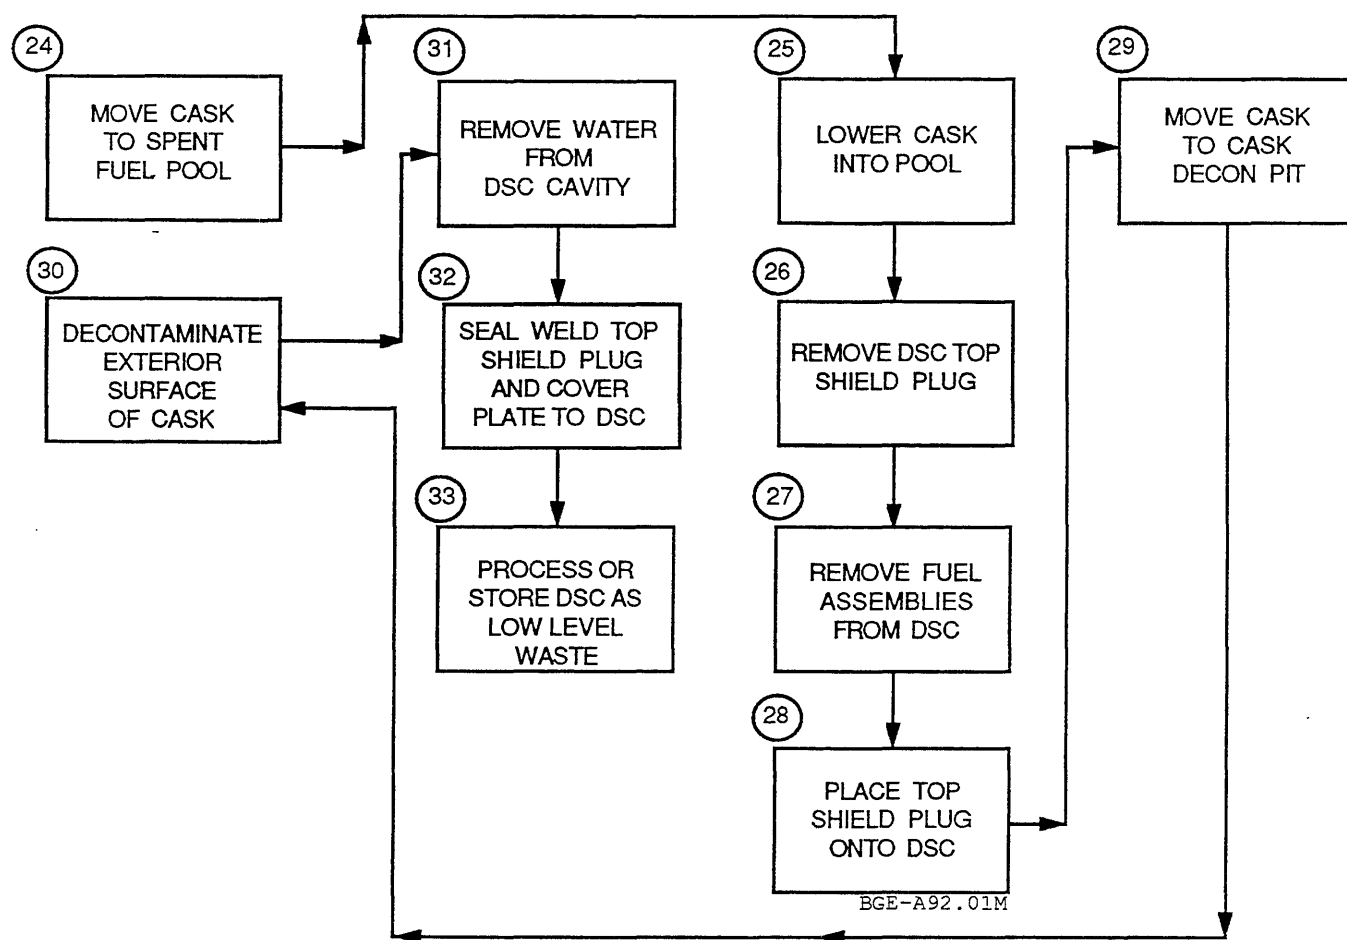 24
MOVE CASK
TO SPENT
FUEL POOL
30
DECONTAMINATE
EXTERIOR
SURFACE
OF CASK
31
REMOVE WATER
FROM
DSC CAVITY
32
SEAL WELD TOP
SHIELD PLUG
AND COVER
PLATE TO DSC
33
PROCESS OR
STORE DSC AS
LOW LEVEL
WASTE
25
LOWER CASK
INTO POOL
26
REMOVE DSC TOP
SHIELD PLUG
27
REMOVE FUEL
ASSEMBLIES
FROM DSC
28
PLACE TOP
SHIELD PLUG
ONTO DSC
BGE-A92.01M
29
MOVE CASK
TO CASK
DECON PIT